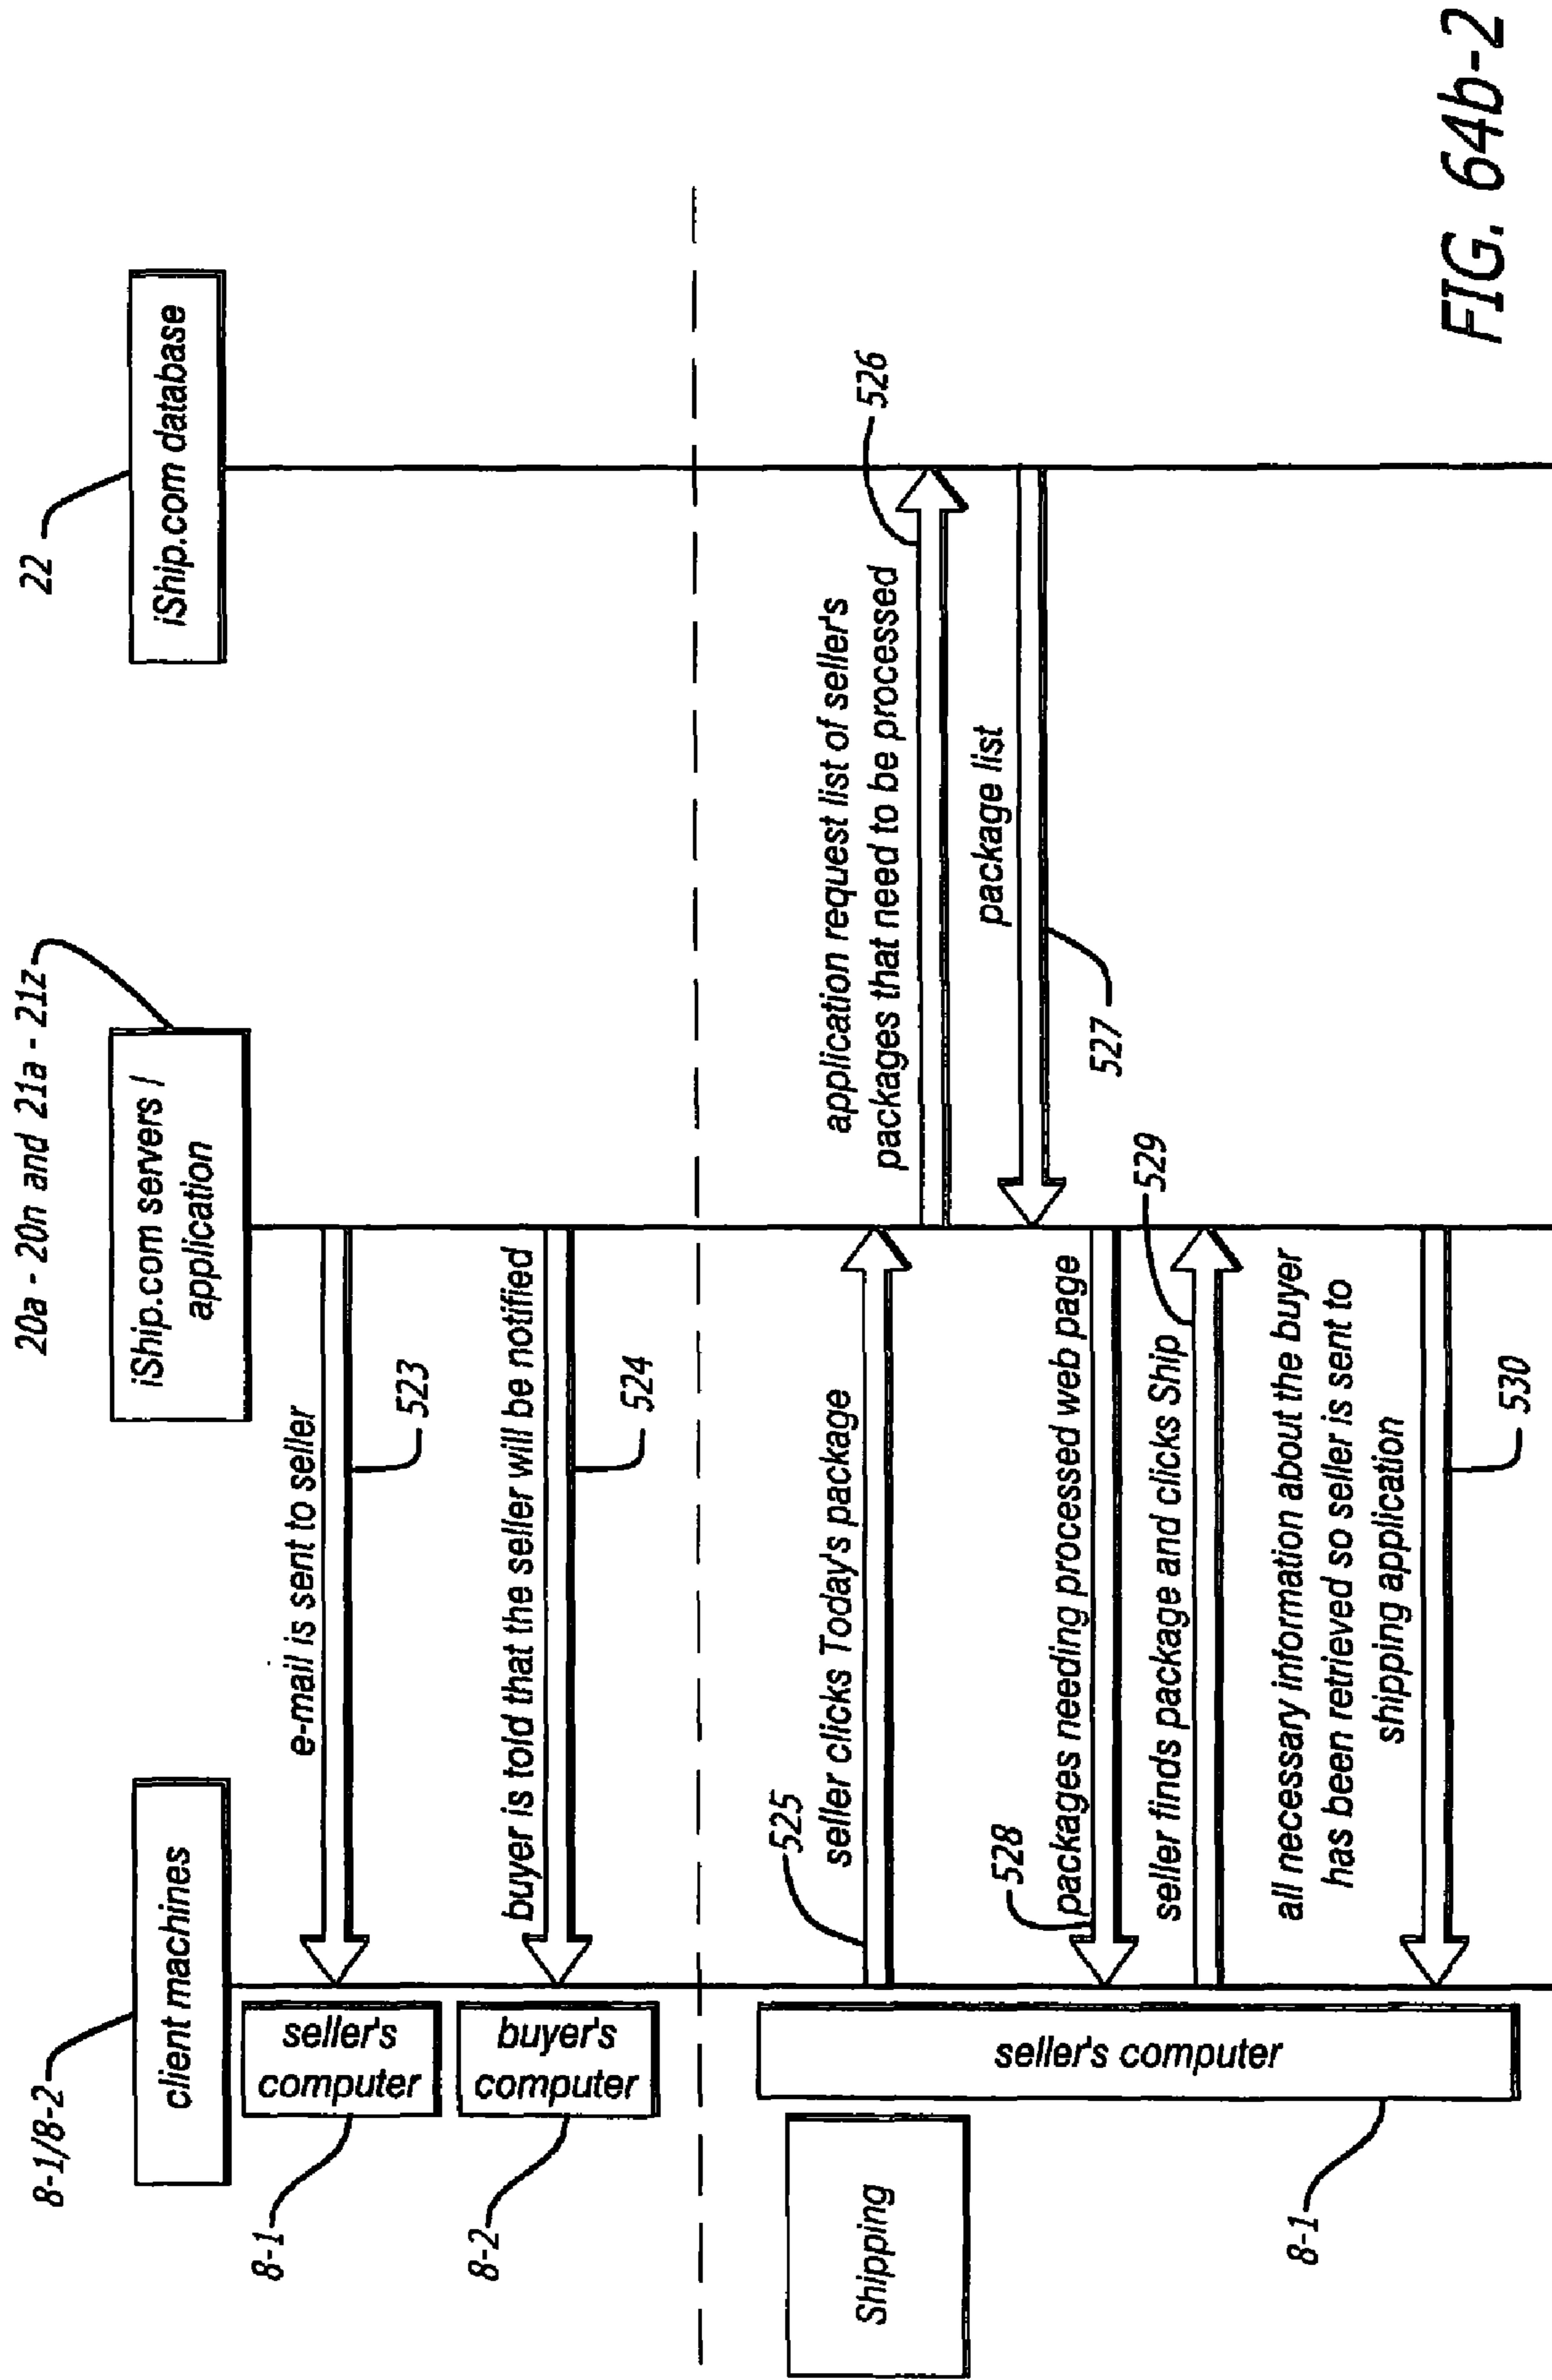 8-1/8-2
20a - 20n and 21a - 21z
22
client machines
iShip.com servers /
application
iShip.com database
8-1
seller's
computer
e-mail is sent to seller
523
8-2
buyer's
computer
buyer is told that the seller will be notified
524
Shipping
seller's computer
8-1
525
seller clicks Today's package
application request list of seller's
packages that need to be processed
526
package list
527
528
packages needing processed web page
seller finds package and clicks Ship
529
all necessary information about the buyer
has been retrieved so seller is sent to
shipping application
530
FIG. 64b-2